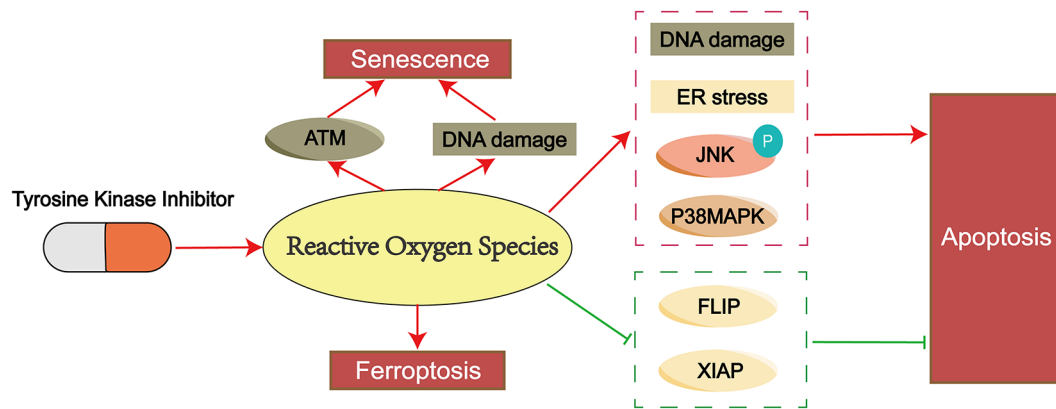 Senescence
ATM
DNA damage
Tyrosine Kinase Inhibitor
Reactive Oxygen Species
Ferroptosis
DNA damage
ER stress
JNK
P
P38MAPK
FLIP
XIAP
Apoptosis